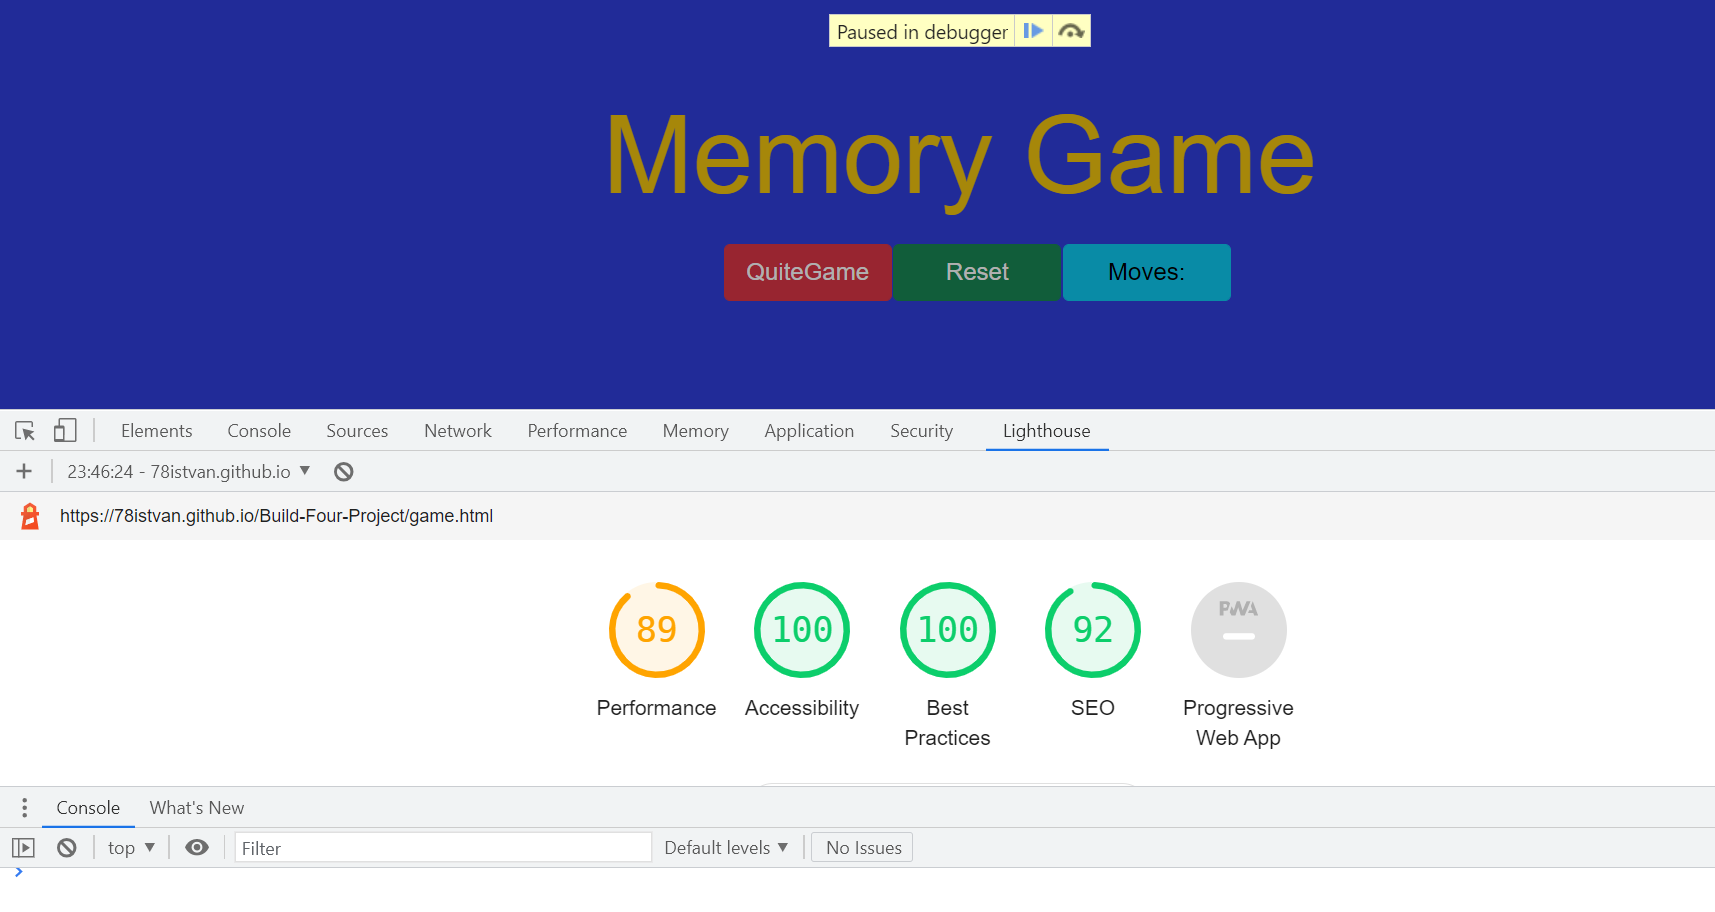 Paused in debugger
Memory Game
QuiteGame Reset Moves:
Elements Console Sources Network Performance Memory Application Security Lighthouse
23:46:24 - 78istvan.github.io
https://78istvan.github.io/Build-Four-Project/game.html
89 100 100 92 PWA
Performance Accessibility Best Practices SEO Progressive Web App
Console What's New
top Filter Default levels No Issues